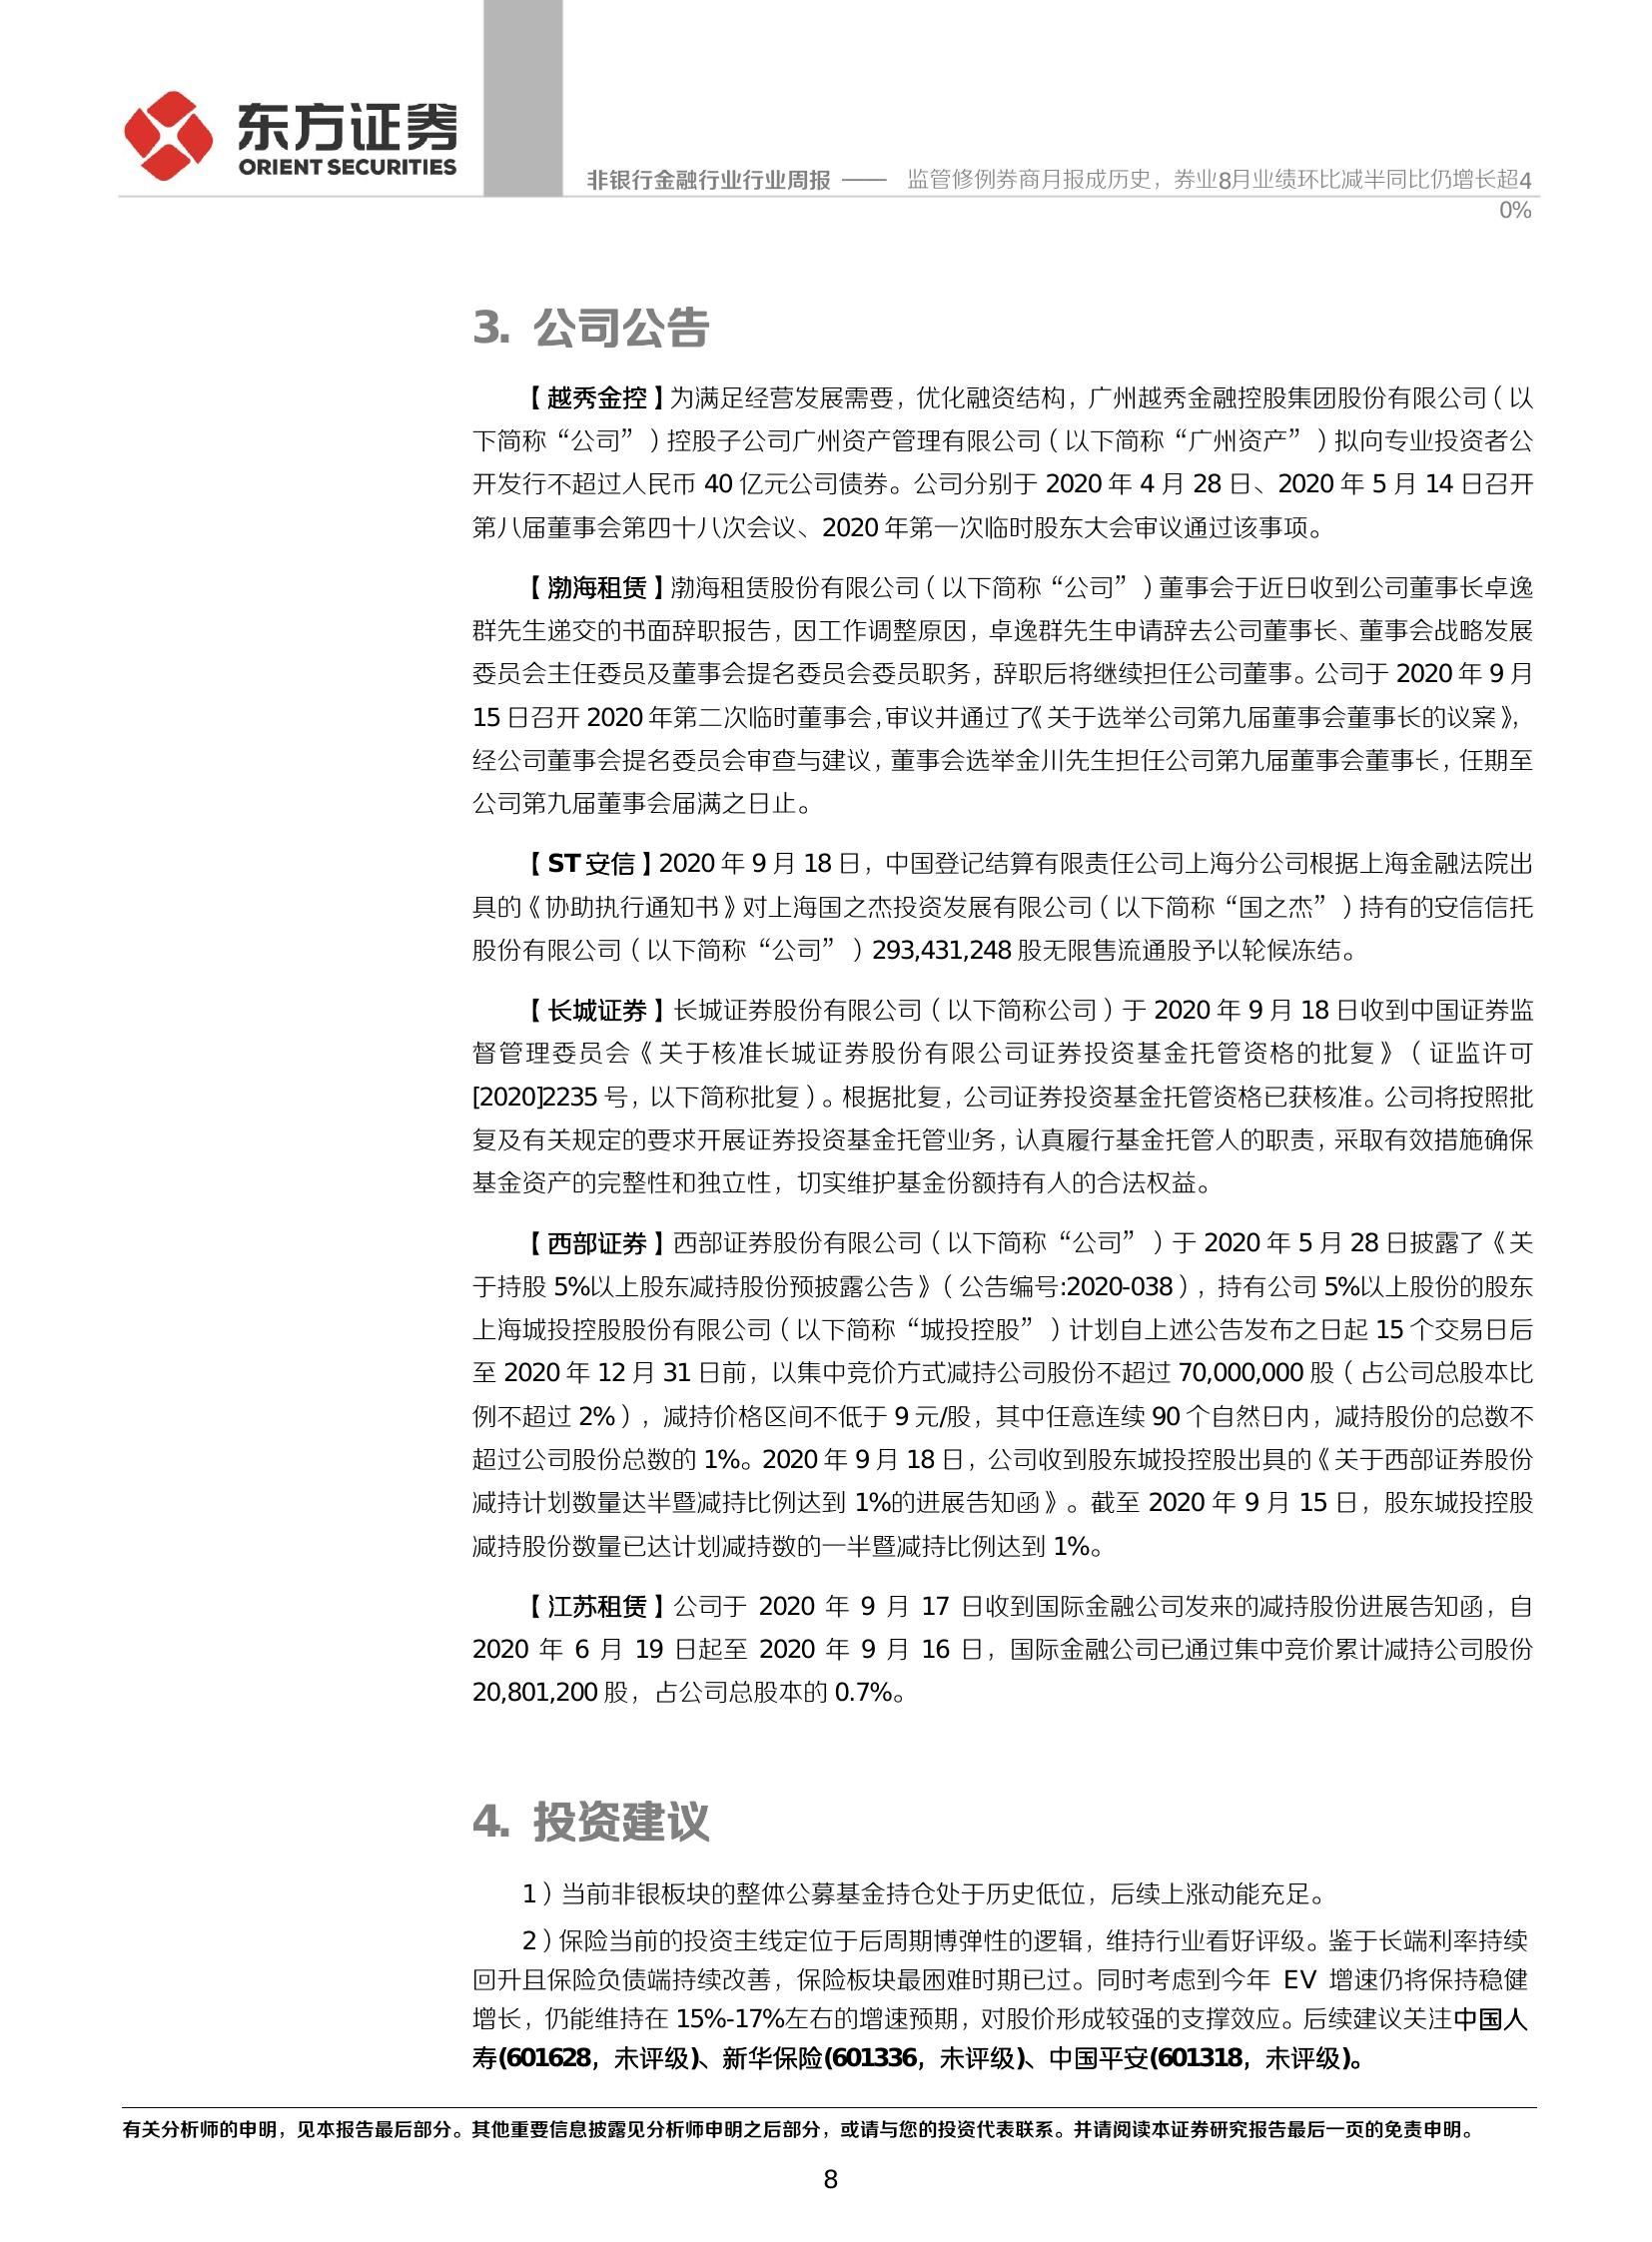 东方证券
ORIENT SECURITIES
非银行金融行业行业周报 —— 监管修例券商月报成历史，券业8月业绩环比减半同比仍增长超4
0%
3. 公司公告
【越秀金控】为满足经营发展需要，优化融资结构，广州越秀金融控股集团股份有限公司（以
下简称“公司”）控股子公司广州资产管理有限公司（以下简称“广州资产”）拟向专业投资者公
开发行不超过人民币 40 亿元公司债券。公司分别于 2020 年 4 月 28 日、2020 年 5 月 14 日召开
第八届董事会第四十八次会议、2020 年第一次临时股东大会审议通过该事项。
【渤海租赁】渤海租赁股份有限公司（以下简称“公司”）董事会于近日收到公司董事长卓逸
群先生递交的书面辞职报告，因工作调整原因，卓逸群先生申请辞去公司董事长、董事会战略发展
委员会主任委员及董事会提名委员会委员职务，辞职后将继续担任公司董事。公司于 2020 年 9 月
15 日召开 2020 年第二次临时董事会，审议并通过了《关于选举公司第九届董事会董事长的议案》，
经公司董事会提名委员会审查与建议，董事会选举金川先生担任公司第九届董事会董事长，任期至
公司第九届董事会届满之日止。
【ST 安信】2020 年 9 月 18 日，中国登记结算有限责任公司上海分公司根据上海金融法院出
具的《协助执行通知书》对上海国之杰投资发展有限公司（以下简称“国之杰”）持有的安信信托
股份有限公司（以下简称“公司”）293,431,248 股无限售流通股予以轮候冻结。
【长城证券】长城证券股份有限公司（以下简称公司）于 2020 年 9 月 18 日收到中国证券监
督管理委员会《关于核准长城证券股份有限公司证券投资基金托管资格的批复》（证监许可
[2020]2235 号，以下简称批复）。根据批复，公司证券投资基金托管资格已获核准。公司将按照批
复及有关规定的要求开展证券投资基金托管业务，认真履行基金托管人的职责，采取有效措施确保
基金资产的完整性和独立性，切实维护基金份额持有人的合法权益。
【西部证券】西部证券股份有限公司（以下简称“公司”）于 2020 年 5 月 28 日披露了《关
于持股 5%以上股东减持股份预披露公告》（公告编号:2020-038），持有公司 5%以上股份的股东
上海城投控股股份有限公司（以下简称“城投控股”）计划自上述公告发布之日起 15 个交易日后
至 2020 年 12 月 31 日前，以集中竞价方式减持公司股份不超过 70,000,000 股（占公司总股本比
例不超过 2%），减持价格区间不低于 9 元/股，其中任意连续 90 个自然日内，减持股份的总数不
超过公司股份总数的 1%。2020 年 9 月 18 日，公司收到股东城投控股出具的《关于西部证券股份
减持计划数量达半暨减持比例达到 1%的进展告知函》。截至 2020 年 9 月 15 日，股东城投控股
减持股份数量已达计划减持数的一半暨减持比例达到 1%。
【江苏租赁】公司于 2020 年 9 月 17 日收到国际金融公司发来的减持股份进展告知函，自
2020 年 6 月 19 日起至 2020 年 9 月 16 日，国际金融公司已通过集中竞价累计减持公司股份
20,801,200 股，占公司总股本的 0.7%。
4. 投资建议
1）当前非银板块的整体公募基金持仓处于历史低位，后续上涨动能充足。
2）保险当前的投资主线定位于后周期博弹性的逻辑，维持行业看好评级。鉴于长端利率持续
回升且保险负债端持续改善，保险板块最困难时期已过。同时考虑到今年 EV 增速仍将保持稳健
增长，仍能维持在 15%-17%左右的增速预期，对股价形成较强的支撑效应。后续建议关注中国人
寿(601628，未评级)、新华保险(601336，未评级)、中国平安(601318，未评级)。
有关分析师的申明，见本报告最后部分。其他重要信息披露见分析师申明之后部分，或请与您的投资代表联系。并请阅读本证券研究报告最后一页的免责申明。
8